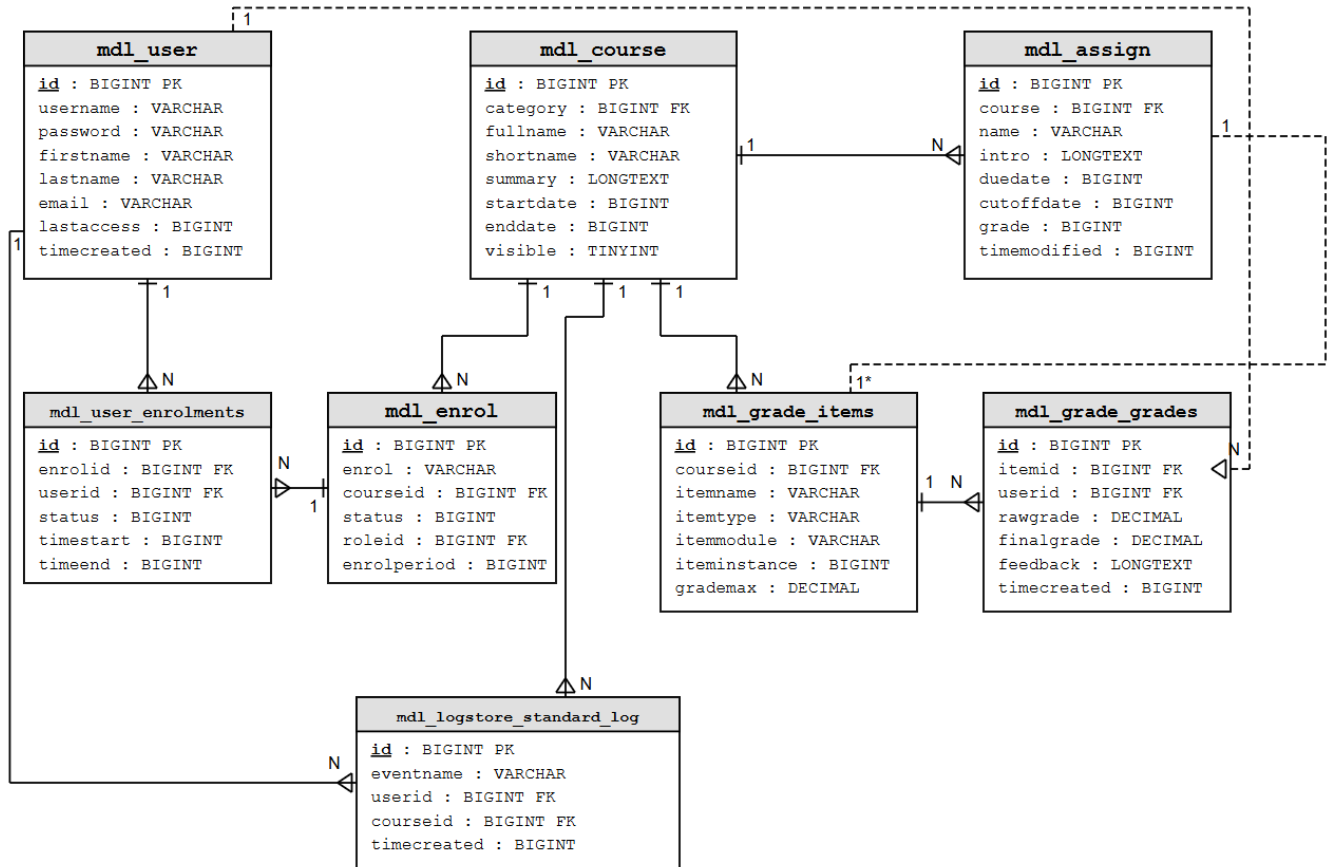 1
mdl_user
id : BIGINT PK
username : VARCHAR
password : VARCHAR
firstname : VARCHAR
lastname : VARCHAR
email : VARCHAR
lastaccess : BIGINT
timecreated : BIGINT
1
1
mdl_course
id : BIGINT PK
category : BIGINT FK
fullname : VARCHAR
shortname : VARCHAR
summary : LONGTEXT
startdate : BIGINT
enddate : BIGINT
visible : TINYINT
1
N
1
1
1
mdl_assign
id : BIGINT PK
course : BIGINT FK
name : VARCHAR
intro : LONGTEXT
duedate : BIGINT
cutoffdate : BIGINT
grade : BIGINT
timemodified : BIGINT
1
N
mdl_user_enrolments
id : BIGINT PK
enrolid : BIGINT FK
userid : BIGINT FK
status : BIGINT
timestart : BIGINT
timeend : BIGINT
N
1
N
mdl_enrol
id : BIGINT PK
enrol : VARCHAR
courseid : BIGINT FK
status : BIGINT
roleid : BIGINT FK
enrolperiod : BIGINT
N
1*
mdl_grade_items
id : BIGINT PK
courseid : BIGINT FK
itemname : VARCHAR
itemtype : VARCHAR
itemmodule : VARCHAR
iteminstance : BIGINT
grademax : DECIMAL
1
N
mdl_grade_grades
id : BIGINT PK
itemid : BIGINT FK
userid : BIGINT FK
rawgrade : DECIMAL
finalgrade : DECIMAL
feedback : LONGTEXT
timecreated : BIGINT
N
N
N
mdl_logstore_standard_log
id : BIGINT PK
eventname : VARCHAR
userid : BIGINT FK
courseid : BIGINT FK
timecreated : BIGINT